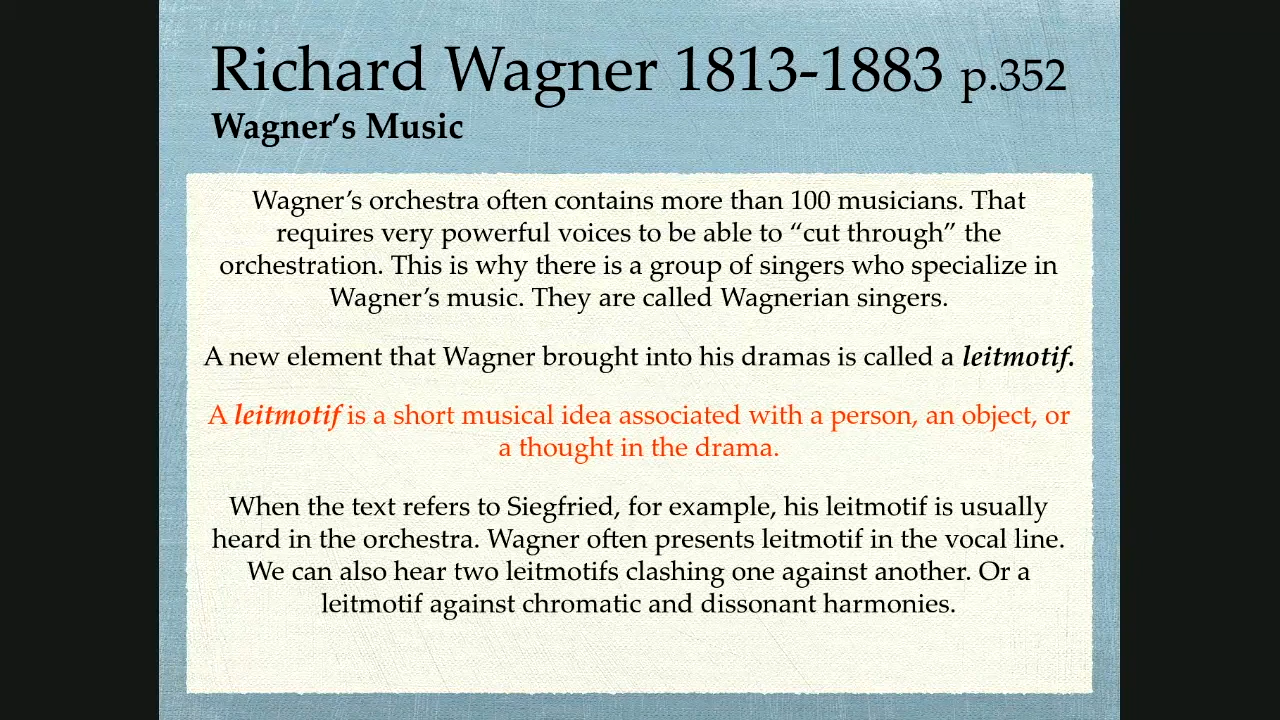 Richard Wagner 1813-1883 p.352
Wagner’s Music
Wagner’s orchestra often contains more than 100 musicians. That
requires very powerful voices to be able to “cut through” the
orchestration. This is why there is a group of singers who specialize in
Wagner’s music. They are called Wagnerian singers.
A new element that Wagner brought into his dramas is called a leitmotif.
A leitmotif is a short musical idea associated with a person, an object, or
a thought in the drama.
When the text refers to Siegfried, for example, his leitmotif is usually
heard in the orchestra. Wagner often presents leitmotif in the vocal line.
We can also hear two leitmotifs clashing one against another. Or a
leitmotif against chromatic and dissonant harmonies.